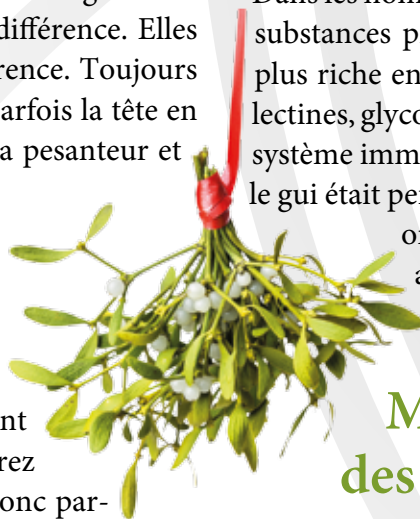 différence. Elles
rence. Toujours
arfois la tête en
a pesanteur et
nt
rez
onc par-
substances p
plus riche en
lectines, glyco
système imm
le gui était pe
o
a
M
des